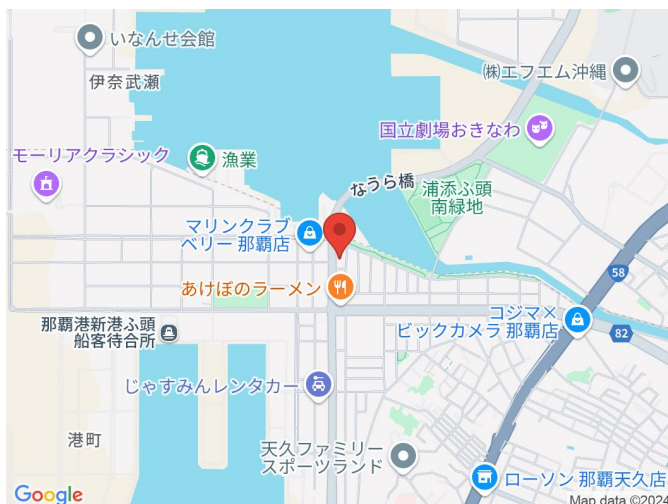 いなんせ会館
伊奈武瀬
(株)エフエム沖縄
国立劇場おきなわ
モーリアクラシック
漁業
なうら橋
浦添ふ頭
南緑地
マリンクラブ
ベリー 那覇店
58
あけぼのラーメン
コジマ×
ビックカメラ 那覇店
82
那覇港新港ふ頭
船客待合所
じゃすみんレンタカー
港町
天久ファミリー
スポーツランド
ローソン 那覇天久店
Google
Map data ©2024